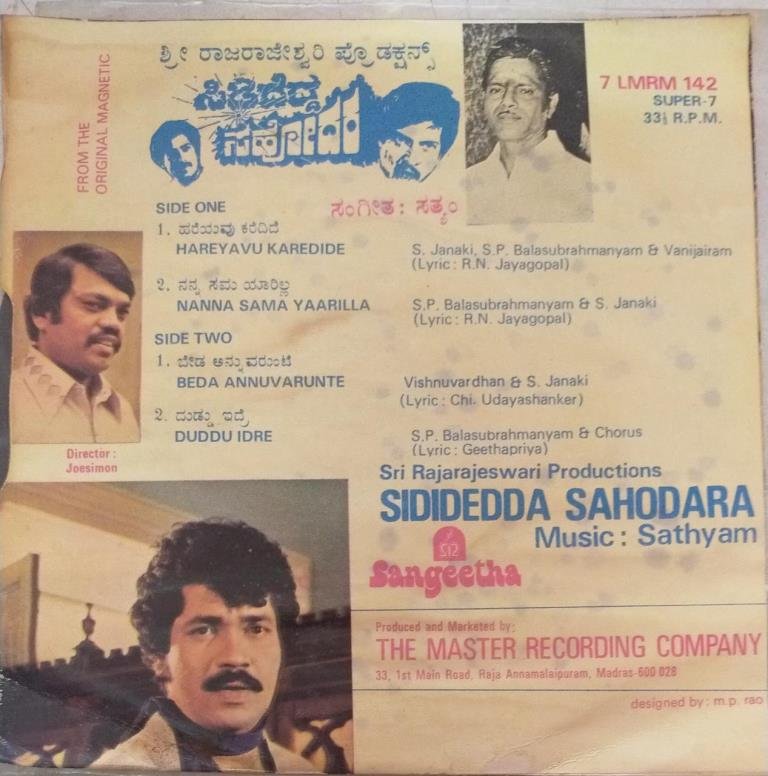 ಶ್ರೀ ರಾಜರಾಜೇಶ್ವರಿ ಪ್ರೊಡಕ್ಷನ್ಸ್
ಸಿಡಿದೆದ್ದ
ಸಹೋದರ
7 LMRM 142
SUPER-7
33⅓ R.P.M.
FROM THE
ORIGINAL MAGNETIC
ಸಂಗೀತ : ಸತ್ಯಂ
SIDE ONE
1. ಹರೆಯವು ಕರೆದಿದೆ
HAREYAVU KAREDIDE
S. Janaki, S.P. Balasubrahmanyam & Vanijairam
(Lyric : R.N. Jayagopal)
2. ನನ್ನ ಸಮ ಯಾರಿಲ್ಲ
NANNA SAMA YAARILLA
S.P. Balasubrahmanyam & S. Janaki
(Lyric : R.N. Jayagopal)
SIDE TWO
1. ಬೇಡ ಅನ್ನುವರುಂಟೆ
BEDA ANNUVARUNTE
Vishnuvardhan & S. Janaki
(Lyric : Chi. Udayashanker)
2. ದುಡ್ಡು ಇದ್ರೆ
DUDDU IDRE
S.P. Balasubrahmanyam & Chorus
(Lyric : Geethapriya)
Director :
Joesimon
Sri Rajarajeswari Productions
SIDIDEDDA SAHODARA
Music : Sathyam
Sangeetha
Produced and Marketed by:
THE MASTER RECORDING COMPANY
33, 1st Main Road, Raja Annamalaipuram, Madras-600 028
designed by : m.p. rao